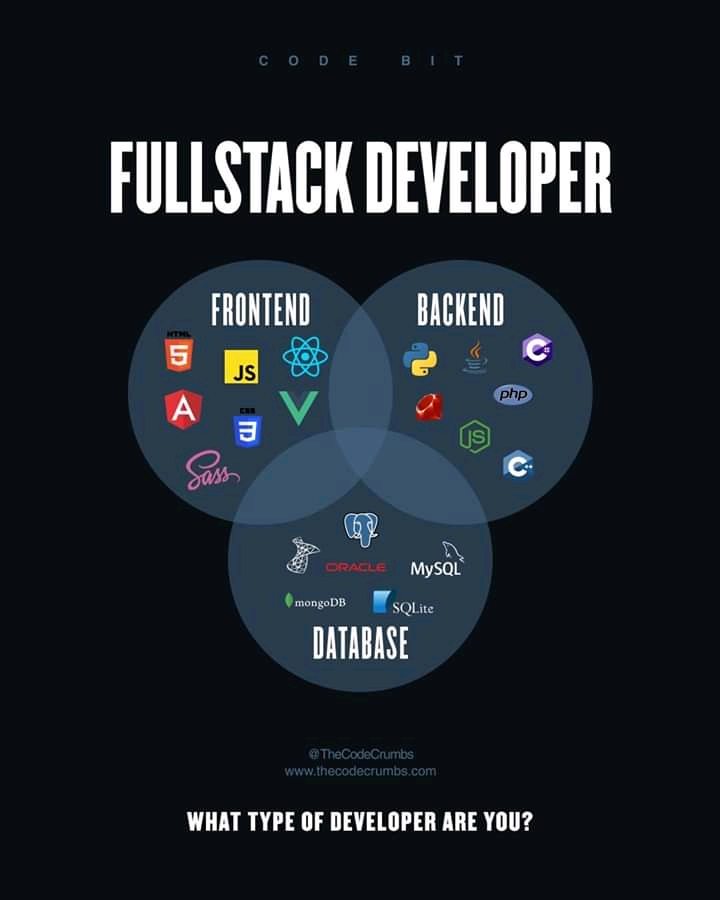 CODE BIT
FULLSTACK DEVELOPER
FRONTEND
BACKEND
HTML
5
JS
A
CSS
3
Sass
C#
php
JS
C++
ORACLE
MySQL
mongoDB
SQLite
DATABASE
@TheCodeCrumbs
www.thecodecrumbs.com
WHAT TYPE OF DEVELOPER ARE YOU?